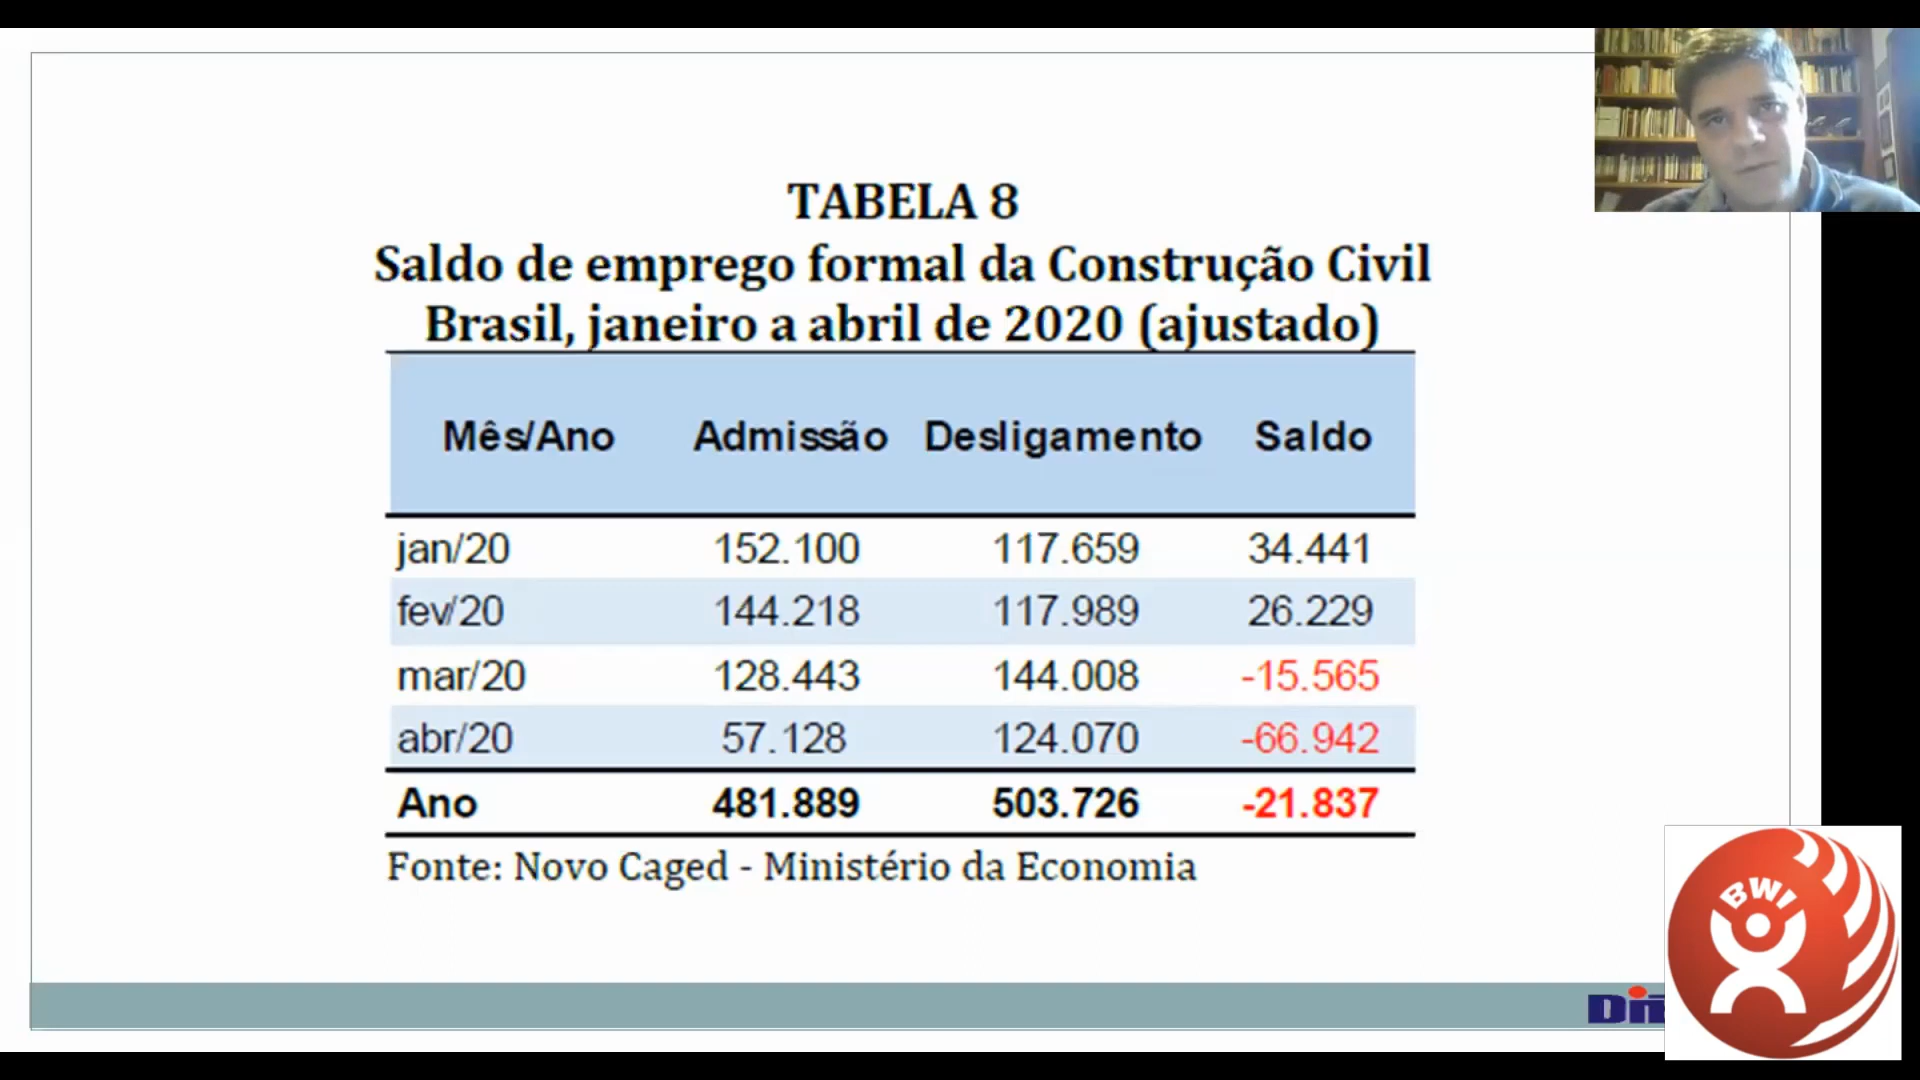 TABELA 8
Saldo de emprego formal da Construção Civil
Brasil, janeiro a abril de 2020 (ajustado)
Mês/Ano Admissão Desligamento Saldo
jan/20 152.100 117.659 34.441
fev/20 144.218 117.989 26.229
mar/20 128.443 144.008 -15.565
abr/20 57.128 124.070 -66.942
Ano 481.889 503.726 -21.837
Fonte: Novo Caged - Ministério da Economia
BWI